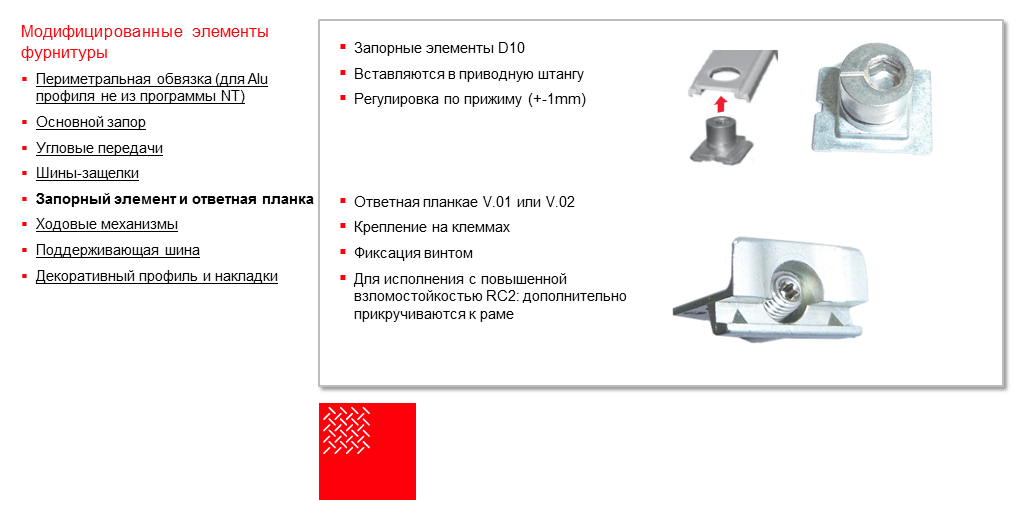 Модифицированные элементы
фурнитуры
Периметральная обвязка (для Alu
профиля не из программы NT)
Основной запор
Угловые передачи
Шины-защелки
Запорный элемент и ответная планка
Ходовые механизмы
Поддерживающая шина
Декоративный профиль и накладки
Запорные элементы D10
Вставляются в приводную штангу
Регулировка по прижиму (+-1mm)
Ответная планкае V.01 или V.02
Крепление на клеммах
Фиксация винтом
Для исполнения с повышенной
взломостойкостью RC2: дополнительно
прикручиваются к раме